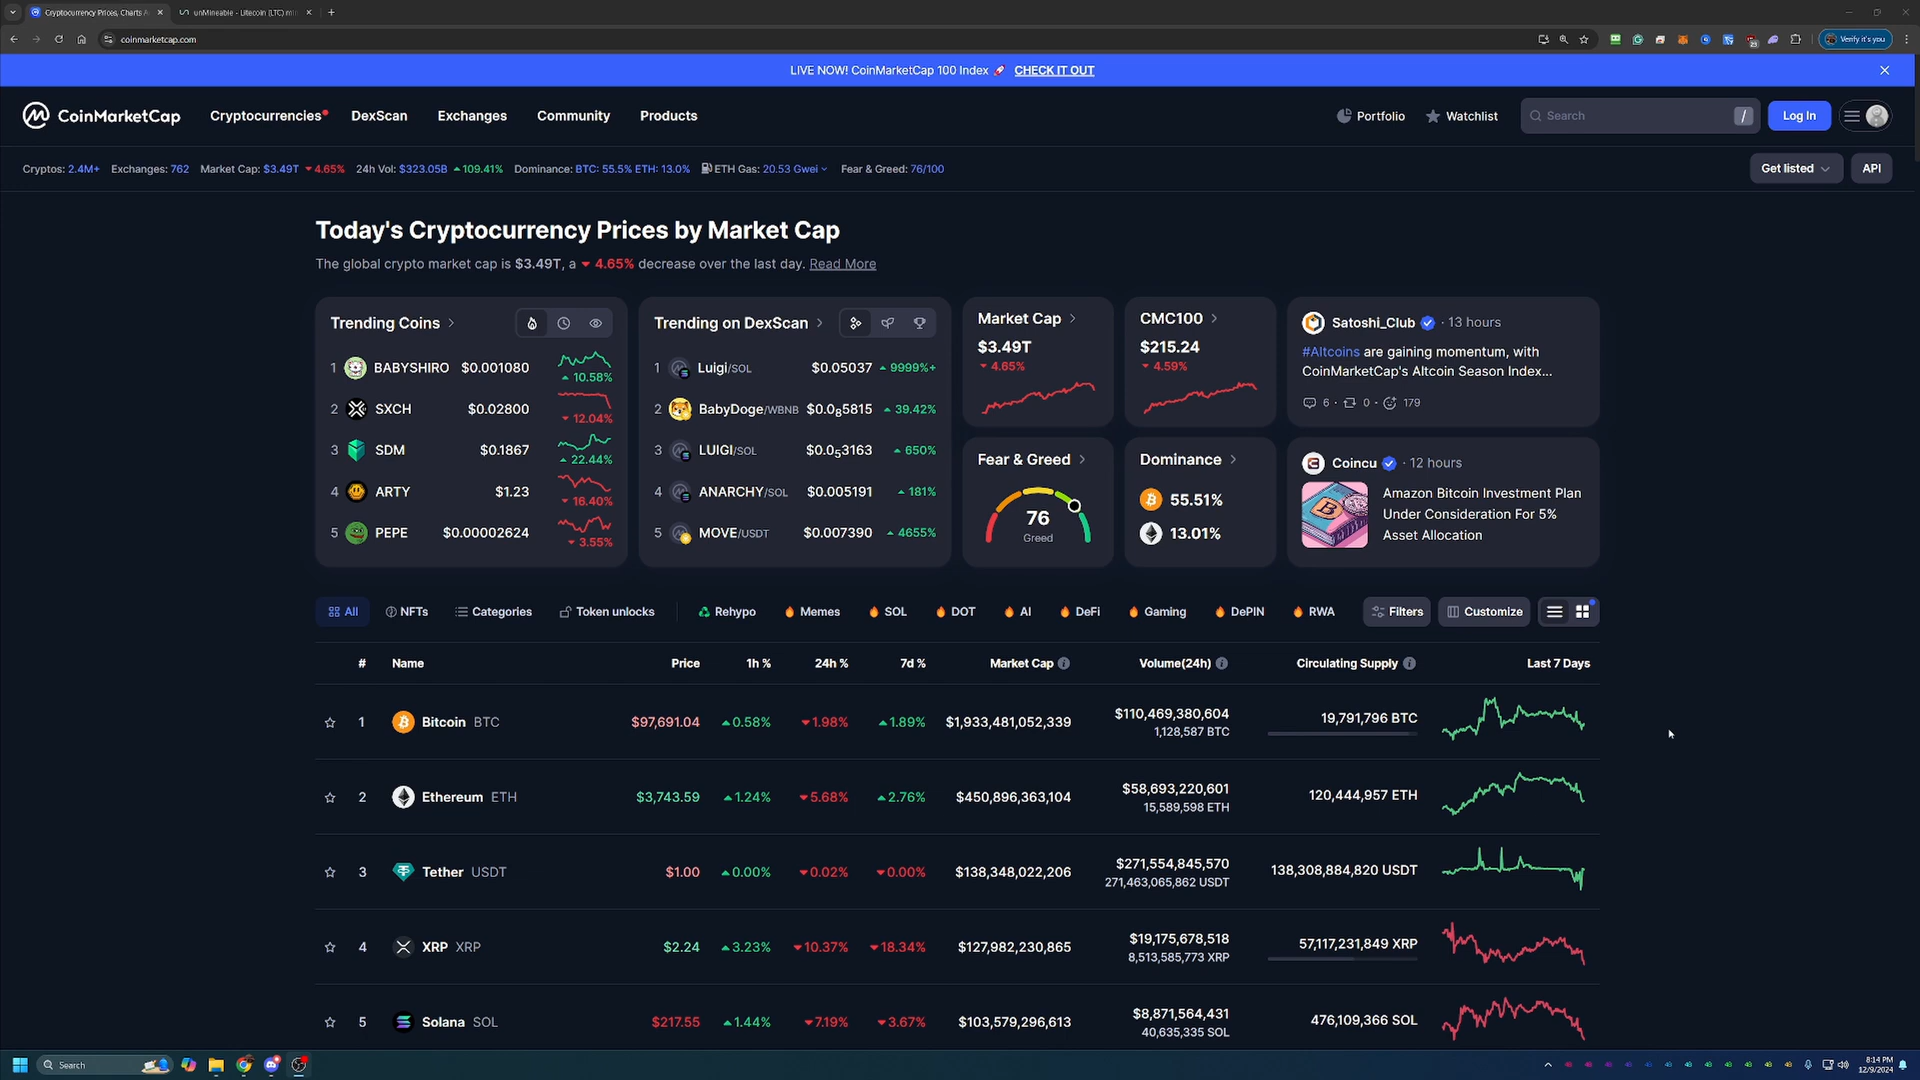 Cryptocurrency Prices, Charts A
unMineable - Litecoin (LTC) mi
coinmarketcap.com
Verify it's you
LIVE NOW! CoinMarketCap 100 Index 🚀 CHECK IT OUT
CoinMarketCap
Cryptocurrencies
DexScan
Exchanges
Community
Products
Portfolio
Watchlist
Search
/
Log In
Cryptos: 2.4M+ Exchanges: 762 Market Cap: $3.49T 4.65% 24h Vol: $323.05B 109.41% Dominance: BTC: 55.5% ETH: 13.0% ETH Gas: 20.53 Gwei Fear & Greed: 76/100
Get listed
API
Today's Cryptocurrency Prices by Market Cap
The global crypto market cap is $3.49T, a 4.65% decrease over the last day. Read More
Trending Coins
1 BABYSHIRO $0.001080 10.58%
2 SXCH $0.02800 12.04%
3 SDM $0.1867 22.44%
4 ARTY $1.23 16.40%
5 PEPE $0.00002624 3.55%
Trending on DexScan
1 Luigi/SOL $0.05037 9999%+
2 BabyDoge/WBNB $0.0₈5815 39.42%
3 LUIGI/SOL $0.0₅3163 650%
4 ANARCHY/SOL $0.005191 181%
5 MOVE/USDT $0.007390 4655%
Market Cap
$3.49T
4.65%
CMC100
$215.24
4.59%
Fear & Greed
76
Greed
Dominance
55.51%
13.01%
Satoshi_Club · 13 hours
#Altcoins are gaining momentum, with
CoinMarketCap's Altcoin Season Index...
6 · 0 · 179
Coincu · 12 hours
Amazon Bitcoin Investment Plan
Under Consideration For 5%
Asset Allocation
All NFTs Categories Token unlocks Rehypo Memes SOL DOT AI DeFi Gaming DePIN RWA Filters Customize
# Name Price 1h % 24h % 7d % Market Cap Volume(24h) Circulating Supply Last 7 Days
1 Bitcoin BTC $97,691.04 0.58% 1.98% 1.89% $1,933,481,052,339 $110,469,380,604 19,791,796 BTC
1,128,587 BTC
2 Ethereum ETH $3,743.59 1.24% 5.68% 2.76% $450,896,363,104 $58,693,220,601 120,444,957 ETH
15,589,598 ETH
3 Tether USDT $1.00 0.00% 0.02% 0.00% $138,348,022,206 $271,554,845,570 138,308,884,820 USDT
271,463,065,862 USDT
4 XRP XRP $2.24 3.23% 10.37% 18.34% $127,982,230,865 $19,175,678,518 57,117,231,849 XRP
8,513,585,773 XRP
5 Solana SOL $217.55 1.44% 7.19% 3.67% $103,579,296,613 $8,871,564,431 476,109,366 SOL
40,635,335 SOL
Search
8:14 PM
12/9/2024